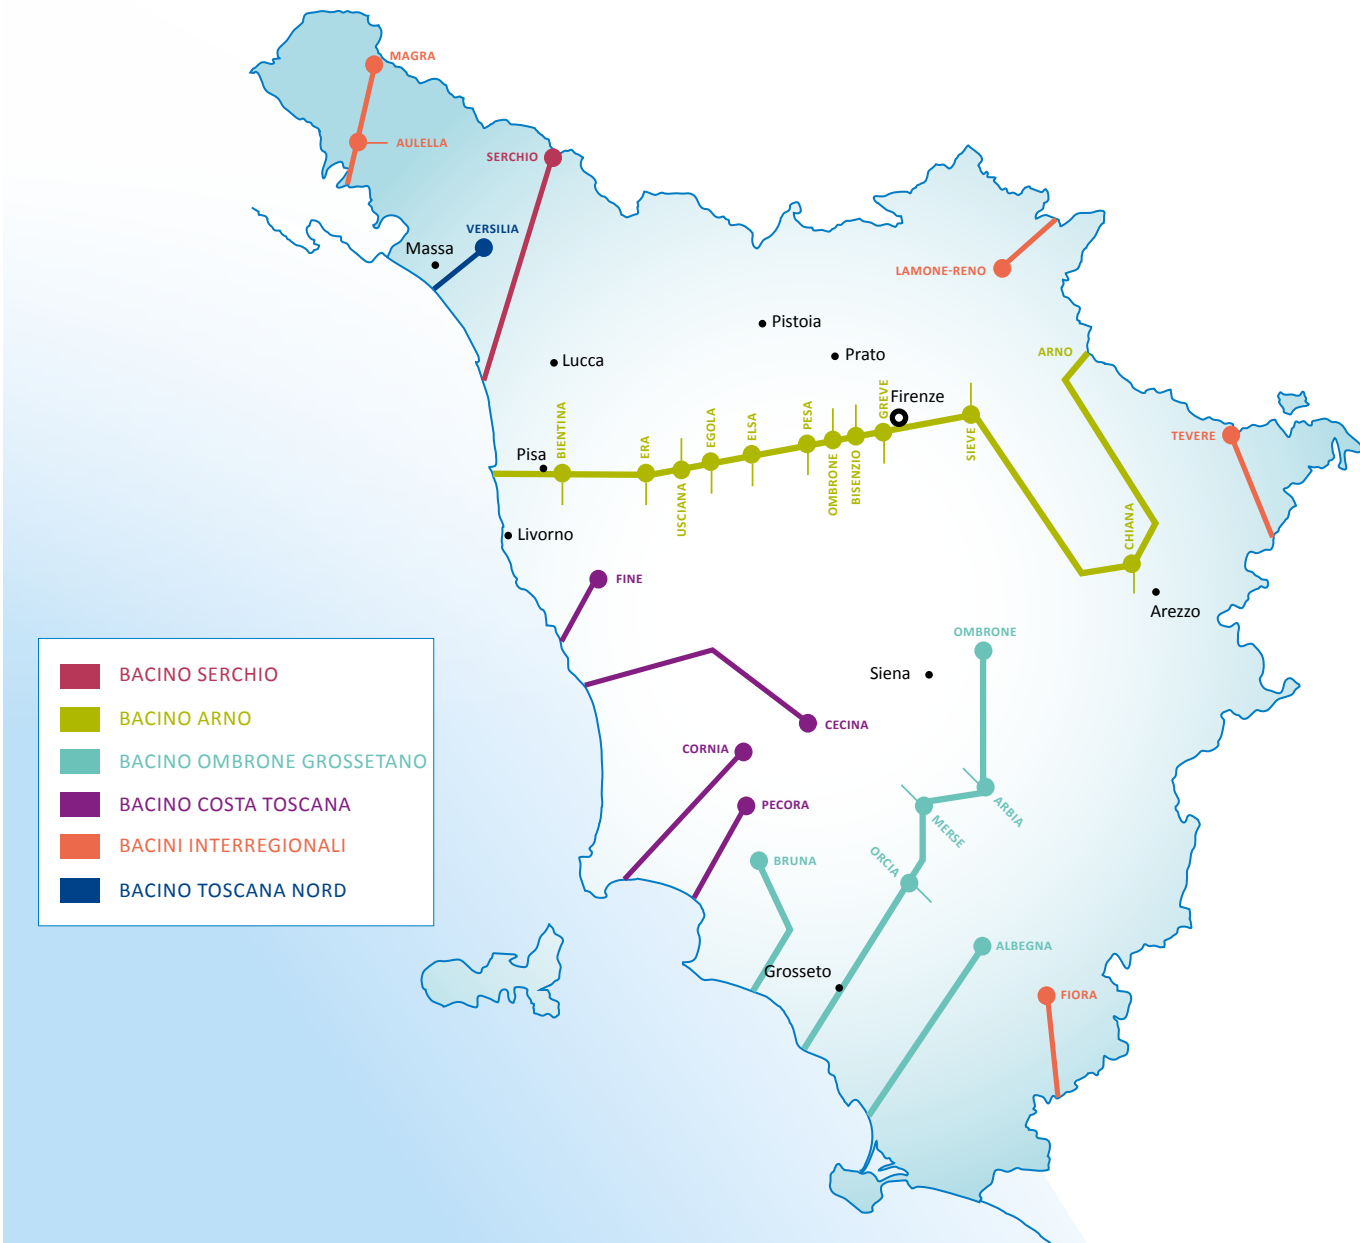 MAGRA
AULELLA
SERCHIO
VERSILIA
Massa
LAMONE-RENO
Pistoia
ARNO
Prato
Lucca
Firenze
GREVE
BIENTINA
ERA
USCIANA
EGOLA
ELSA
PESA
OMBRONE
BISENZIO
SIEVE
TEVERE
Pisa
CHIANA
Livorno
FINE
Arezzo
OMBRONE
Siena
CECINA
CORNIA
PECORA
ARBIA
MERSE
ORCIA
BRUNA
ALBEGNA
Grosseto
FIORA
BACINO SERCHIO
BACINO ARNO
BACINO OMBRONE GROSSETANO
BACINO COSTA TOSCANA
BACINI INTERREGIONALI
BACINO TOSCANA NORD